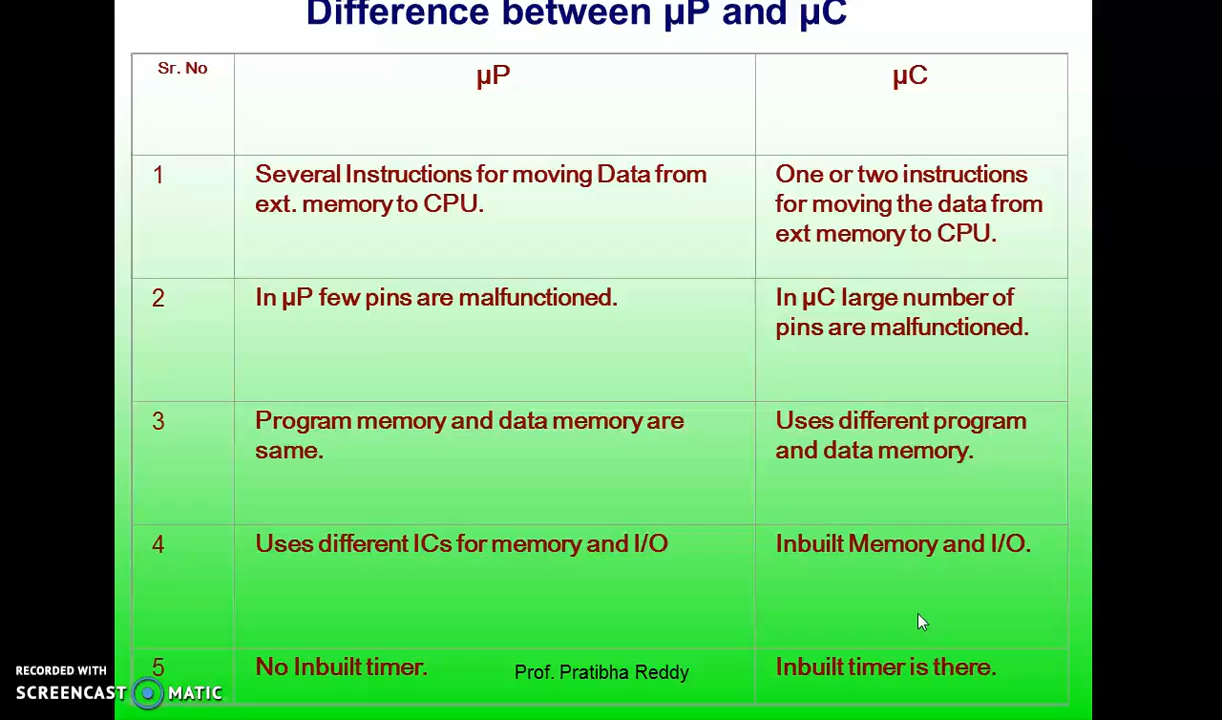 Difference between µP and µC
Sr. No
µP
µC
1
Several Instructions for moving Data from
ext. memory to CPU.
One or two instructions
for moving the data from
ext memory to CPU.
2
In µP few pins are malfunctioned.
In µC large number of
pins are malfunctioned.
3
Program memory and data memory are
same.
Uses different program
and data memory.
4
Uses different ICs for memory and I/O
Inbuilt Memory and I/O.
5
No Inbuilt timer.
Inbuilt timer is there.
Prof. Pratibha Reddy
RECORDED WITH
SCREENCAST MATIC